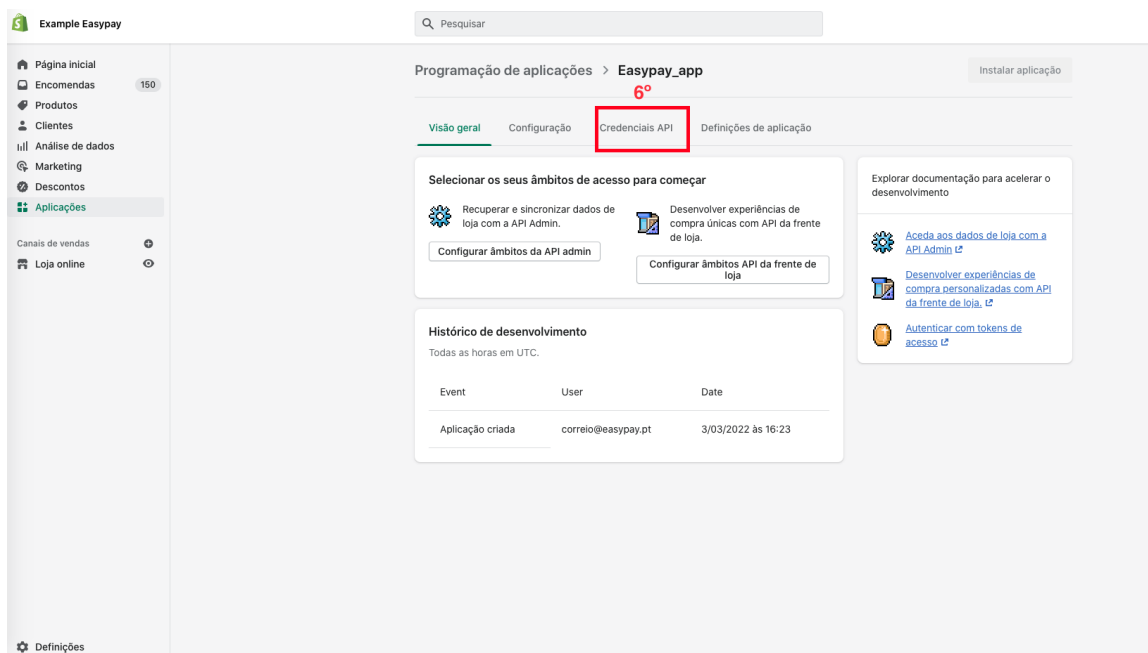 Example Easypay
Pesquisar
Página inicial
Encomendas 150
Produtos
Clientes
Análise de dados
Marketing
Descontos
Aplicações
Canais de vendas
Loja online
Definições
Programação de aplicações > Easypay_app
Instalar aplicação
6º
Visão geral Configuração Credenciais API Definições de aplicação
Selecionar os seus âmbitos de acesso para começar
Recuperar e sincronizar dados de
loja com a API Admin.
Configurar âmbitos da API admin
Desenvolver experiências de
compra únicas com API da frente
de loja.
Configurar âmbitos API da frente de
loja
Histórico de desenvolvimento
Todas as horas em UTC.
Event User Date
Aplicação criada correio@easypay.pt 3/03/2022 às 16:23
Explorar documentação para acelerar o
desenvolvimento
Aceda aos dados de loja com a
API Admin
Desenvolver experiências de
compra personalizadas com API
da frente de loja.
Autenticar com tokens de
acesso